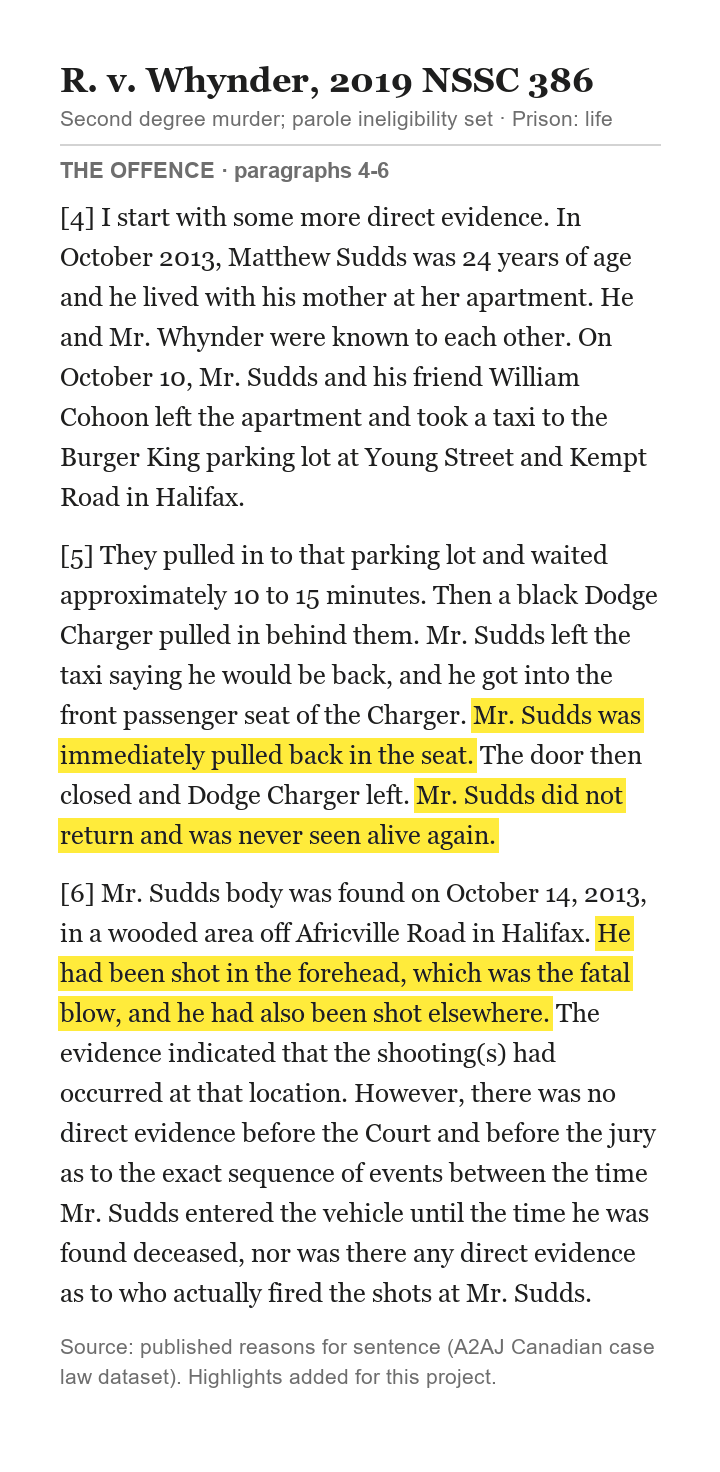 R. v. Whynder, 2019 NSSC 386
Second degree murder; parole ineligibility set · Prison: life
THE OFFENCE · paragraphs 4-6
[4] I start with some more direct evidence. In
October 2013, Matthew Sudds was 24 years of age
and he lived with his mother at her apartment. He
and Mr. Whynder were known to each other. On
October 10, Mr. Sudds and his friend William
Cohoon left the apartment and took a taxi to the
Burger King parking lot at Young Street and Kempt
Road in Halifax.
[5] They pulled in to that parking lot and waited
approximately 10 to 15 minutes. Then a black Dodge
Charger pulled in behind them. Mr. Sudds left the
taxi saying he would be back, and he got into the
front passenger seat of the Charger. Mr. Sudds was
immediately pulled back in the seat. The door then
closed and Dodge Charger left. Mr. Sudds did not
return and was never seen alive again.
[6] Mr. Sudds body was found on October 14, 2013,
in a wooded area off Africville Road in Halifax. He
had been shot in the forehead, which was the fatal
blow, and he had also been shot elsewhere. The
evidence indicated that the shooting(s) had
occurred at that location. However, there was no
direct evidence before the Court and before the jury
as to the exact sequence of events between the time
Mr. Sudds entered the vehicle until the time he was
found deceased, nor was there any direct evidence
as to who actually fired the shots at Mr. Sudds.
Source: published reasons for sentence (A2AJ Canadian case
law dataset). Highlights added for this project.